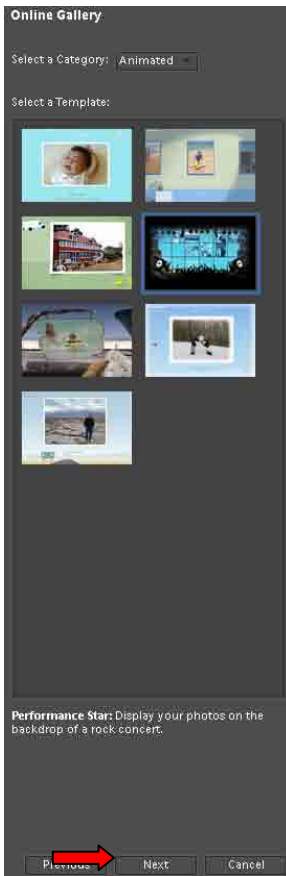 Online Gallery
Select a Category: Animated
Select a Template:
Performance Star: Display your photos on the
backdrop of a rock concert.
Previous Next Cancel